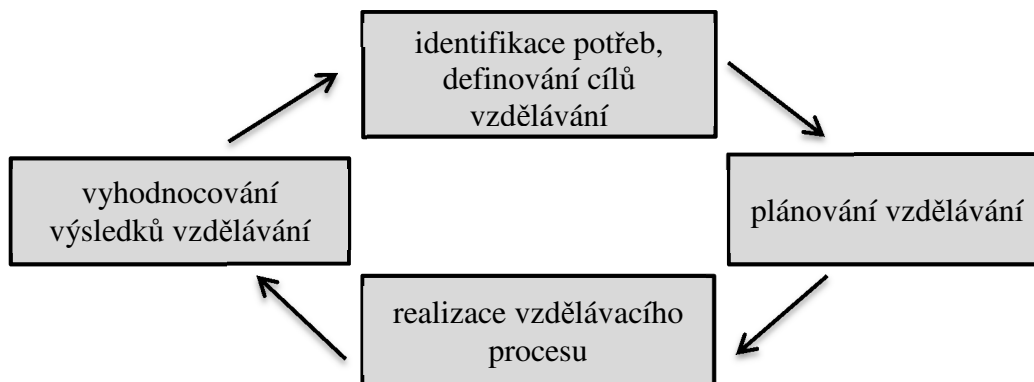 identifikace potřeb,
definování cílů
vzdělávání
vyhodnocování
výsledků vzdělávání
plánování vzdělávání
realizace vzdělávacího
procesu